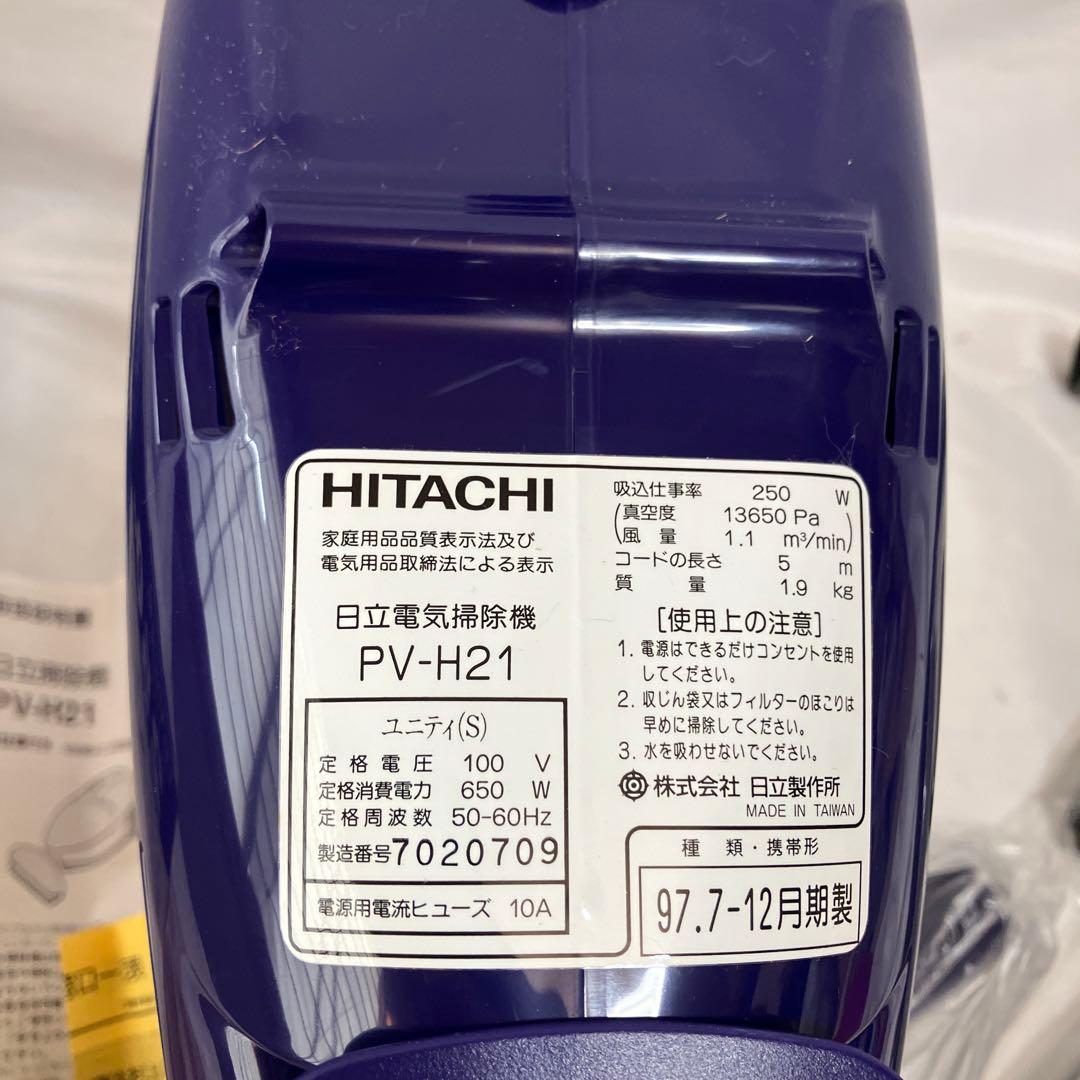 HITACHI
家庭用品品質表示法及び
電気用品取締法による表示
日立電気掃除機
PV-H21
ユニティ(S)
定格電圧 100 V
定格消費電力 650 W
定格周波数 50-60Hz
製造番号7020709
電源用電流ヒューズ 10A
吸込仕事率 250 W
(真空度 13650 Pa
風量 1.1 m³/min)
コードの長さ 5 m
質量 1.9 kg
[使用上の注意]
1. 電源はできるだけコンセントを使用
してください。
2. 収じん袋又はフィルターのほこりは
早めに掃除してください。
3. 水を吸わせないでください。
株式会社 日立製作所
MADE IN TAIWAN
種類・携帯形
97.7-12月期製
日立掃除機
PV-H21